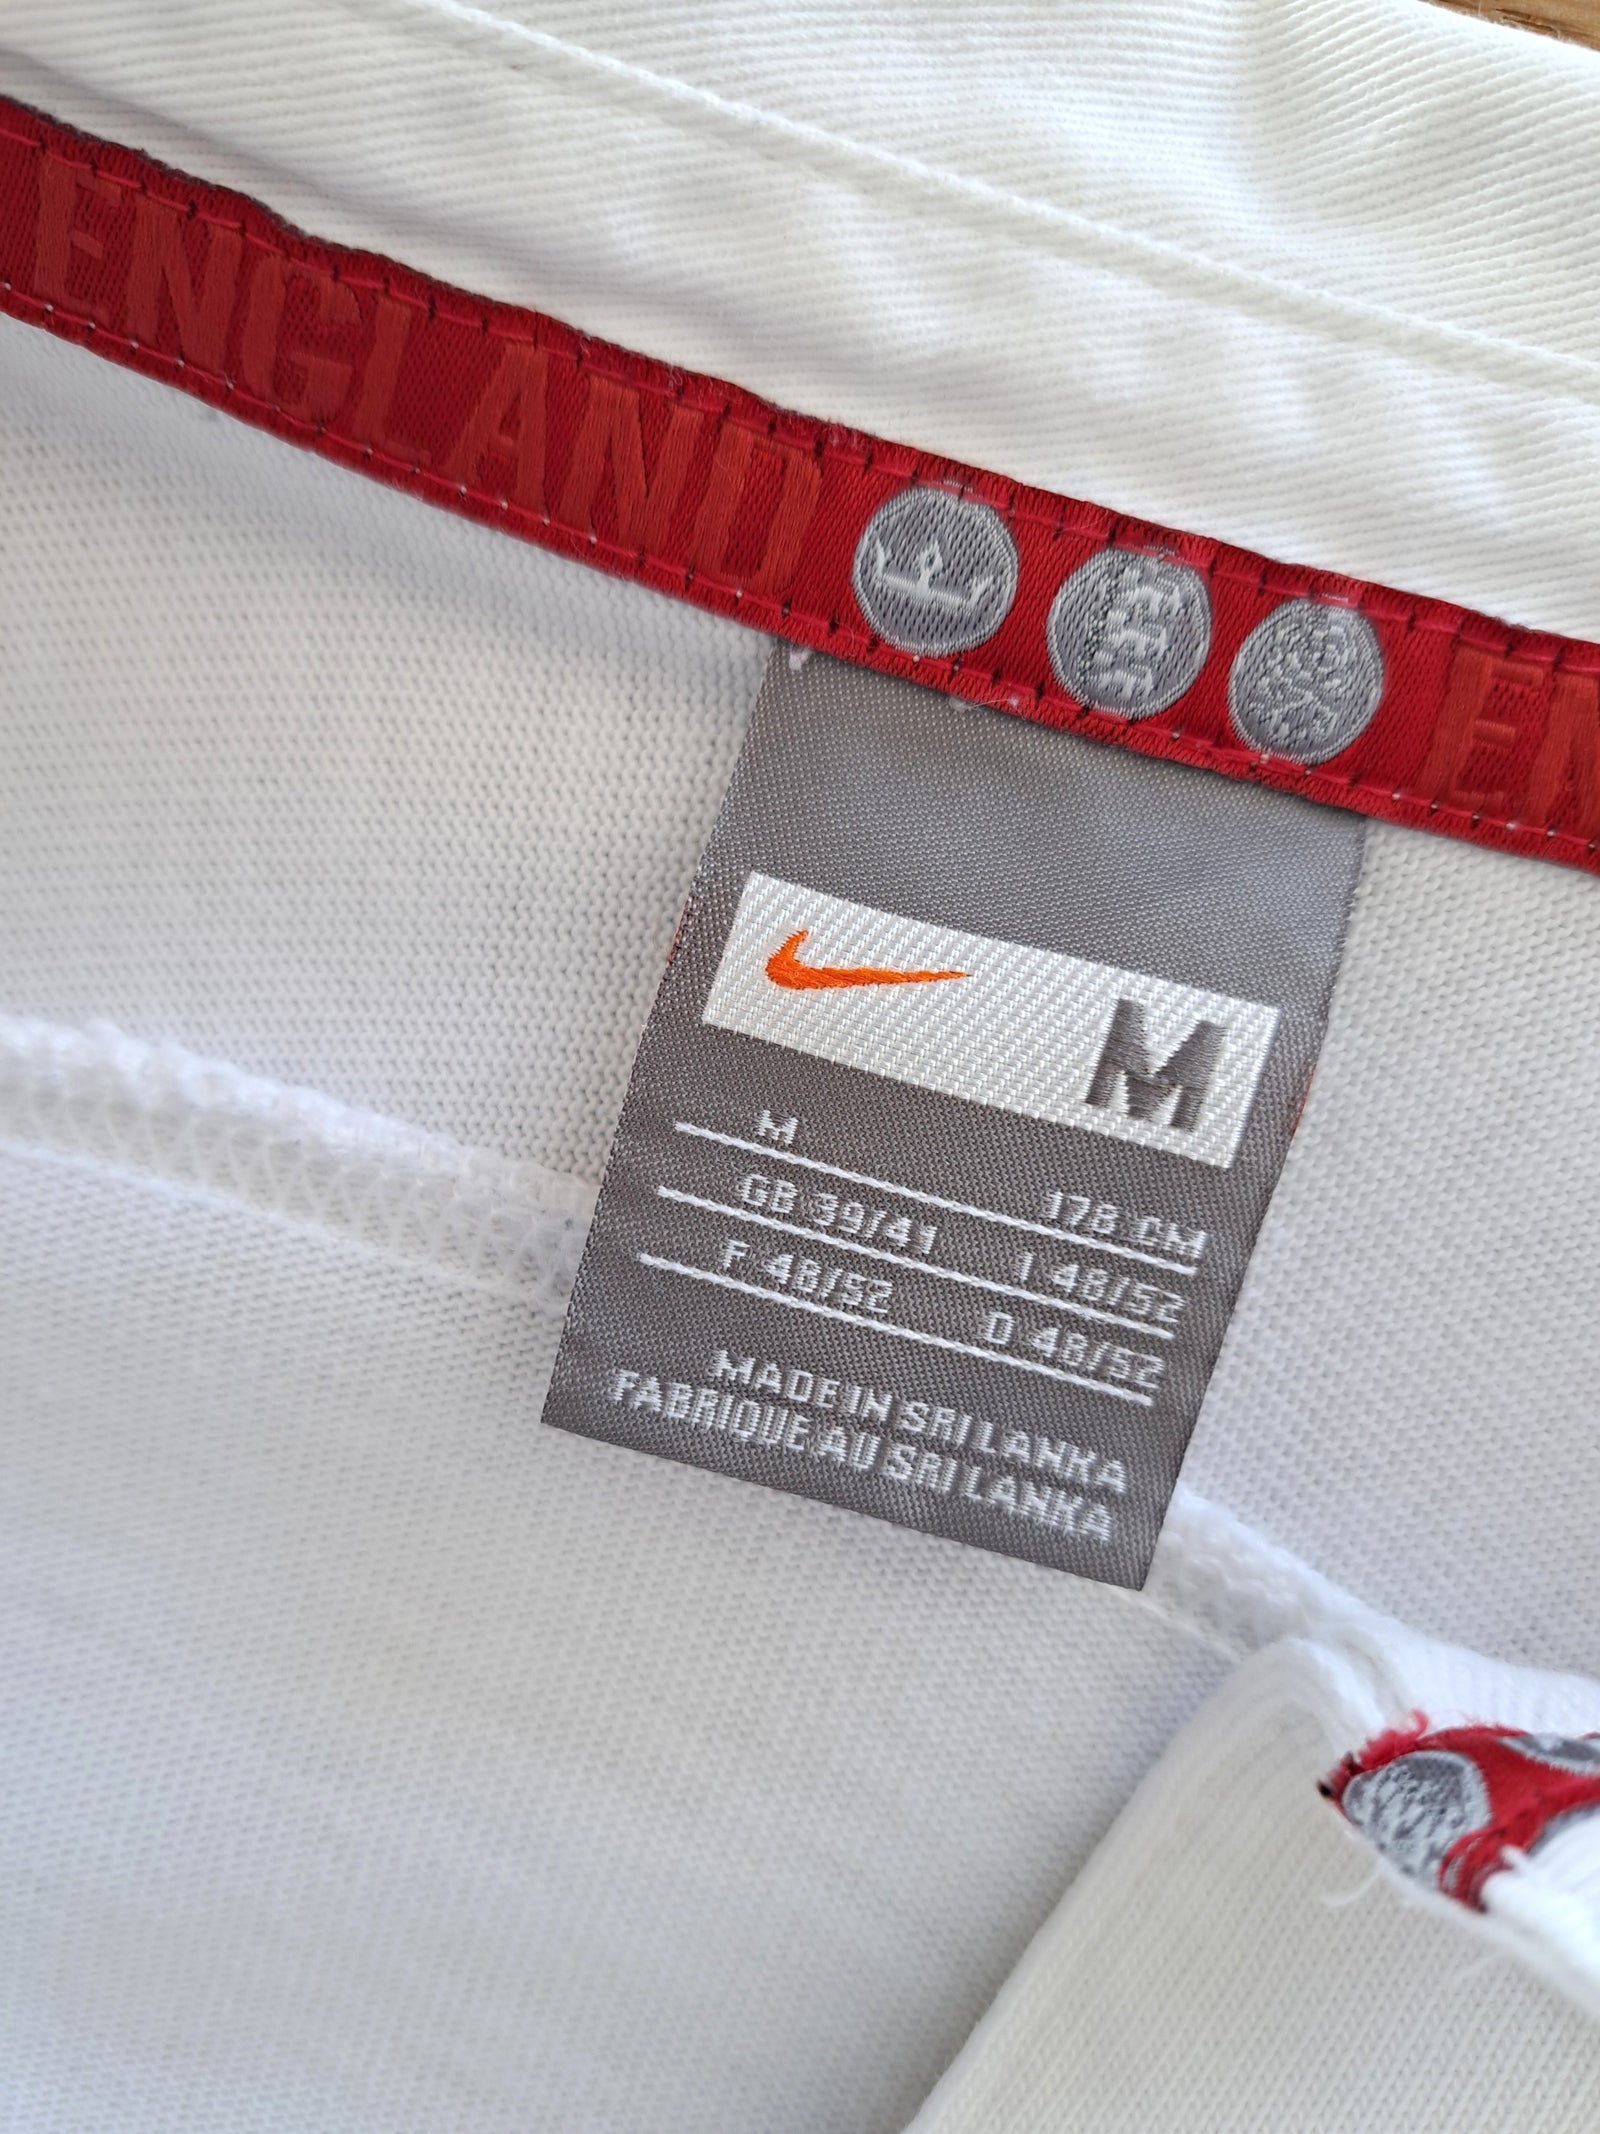 ENGLAND
EN
M
M 178 CM
GB 39/41 I 48/52
F 48/52 D 48/52
MADE IN SRI LANKA
FABRIQUE AU SRI LANKA